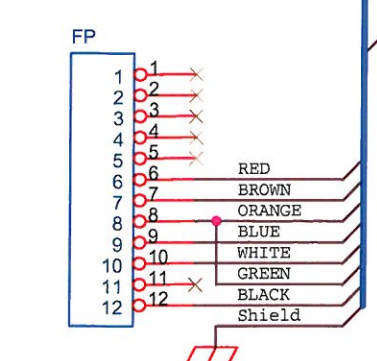 FP
1 1
2 2
3 3
4 4
5 5
6 6 RED
7 7 BROWN
8 8 ORANGE
9 9 BLUE
10 10 WHITE
11 11 GREEN
12 12 BLACK
Shield